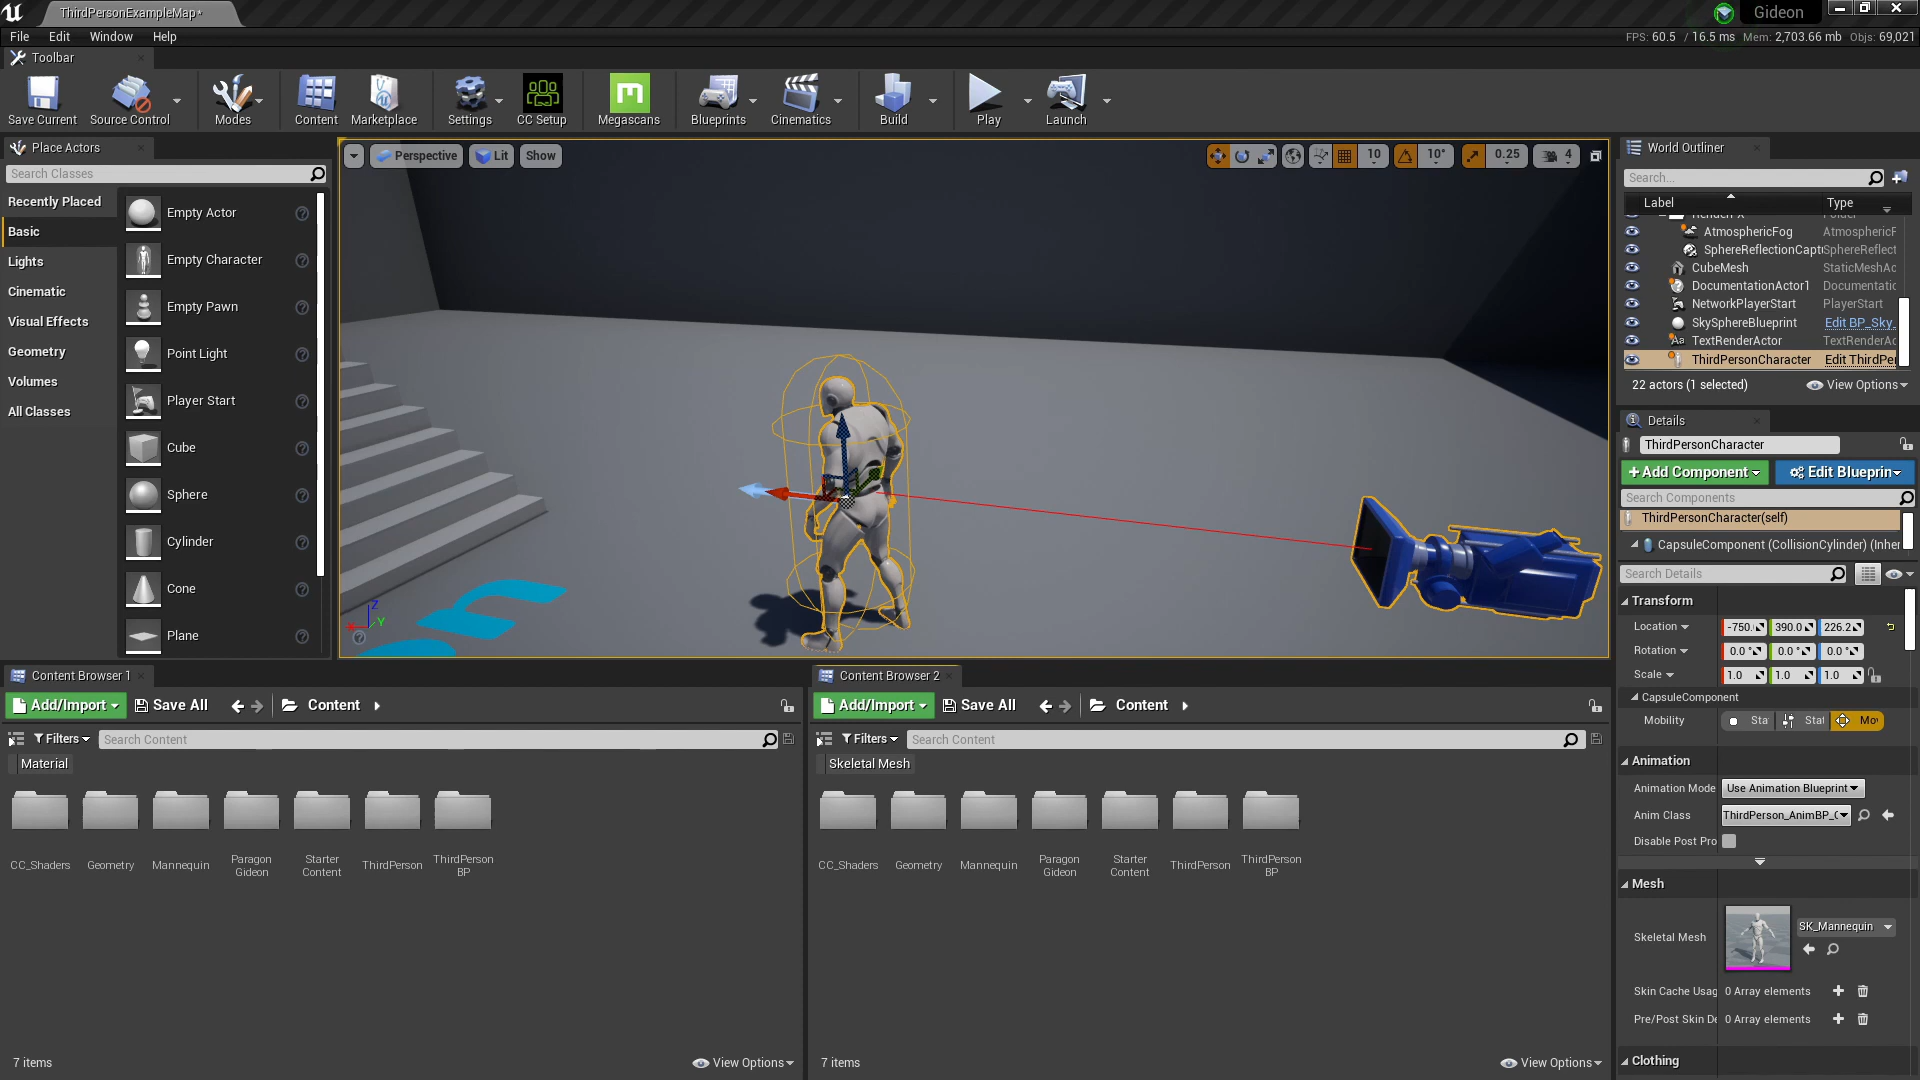 ThirdPersonExampleMap*
Gideon
File Edit Window Help
FPS: 60.5 / 16.5 ms Mem: 2,703.66 mb Objs: 69,021
Toolbar
Save Current
Source Control
Modes
Content
Marketplace
Settings
CC Setup
Megascans
Blueprints
Cinematics
Build
Play
Launch
Place Actors
Search Classes
Recently Placed
Basic
Lights
Cinematic
Visual Effects
Geometry
Volumes
All Classes
Empty Actor
Empty Character
Empty Pawn
Point Light
Player Start
Cube
Sphere
Cylinder
Cone
Plane
Perspective
Lit
Show
10
10°
0.25
4
Z
Y
X
World Outliner
Search...
Label Type
AtmosphericFog AtmosphericF
SphereReflectionCaptu SphereReflect
CubeMesh StaticMeshAc
DocumentationActor1 Documentatic
NetworkPlayerStart PlayerStart
SkySphereBlueprint Edit BP_Sky_
TextRenderActor TextRenderAc
ThirdPersonCharacter Edit ThirdPer
22 actors (1 selected)
View Options
Details
ThirdPersonCharacter
+Add Component
Edit Blueprin
Search Components
ThirdPersonCharacter(self)
CapsuleComponent (CollisionCylinder) (Inher
Search Details
Transform
Location -750. 390.0 226.2
Rotation 0.0 ° 0.0 ° 0.0 °
Scale 1.0 1.0 1.0
CapsuleComponent
Mobility Sta Stat Mov
Animation
Animation Mode Use Animation Blueprint
Anim Class ThirdPerson_AnimBP_C
Disable Post Pro
Mesh
Skeletal Mesh SK_Mannequin
Skin Cache Usag 0 Array elements
Pre/Post Skin De 0 Array elements
Clothing
Content Browser 1
Add/Import
Save All
Content
Filters
Search Content
Material
CC_Shaders
Geometry
Mannequin
Paragon
Gideon
Starter
Content
ThirdPerson
ThirdPerson
BP
7 items
View Options
Content Browser 2
Add/Import
Save All
Content
Filters
Search Content
Skeletal Mesh
CC_Shaders
Geometry
Mannequin
Paragon
Gideon
Starter
Content
ThirdPerson
ThirdPerson
BP
7 items
View Options